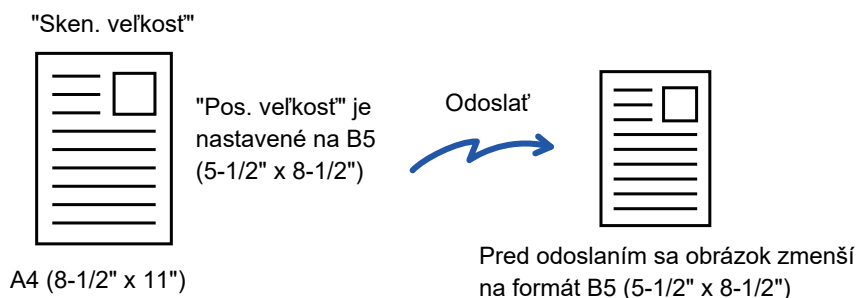 "Sken. veľkosť"
"Pos. veľkosť" je
nastavené na B5
(5-1/2" x 8-1/2")
Odoslať
A4 (8-1/2" x 11")
Pred odoslaním sa obrázok zmenší
na formát B5 (5-1/2" x 8-1/2")